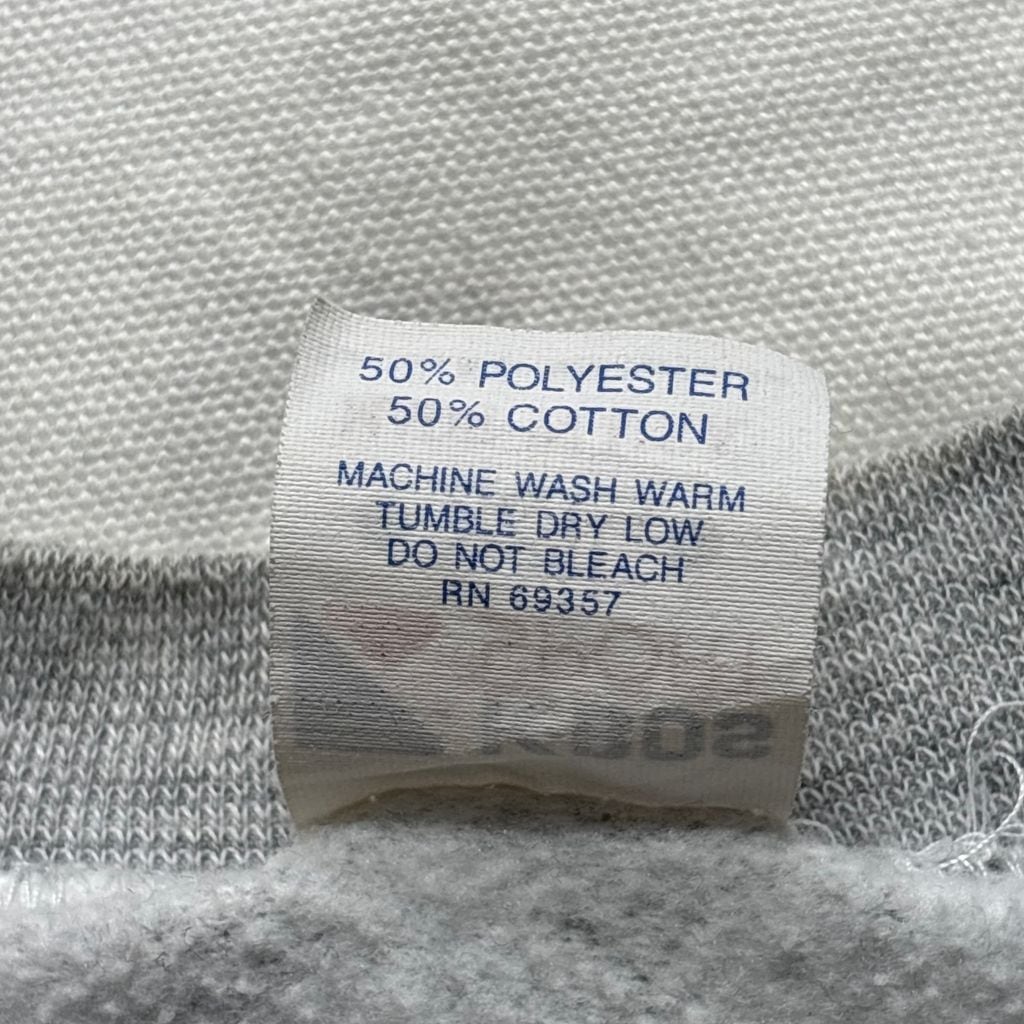 50% POLYESTER
50% COTTON
MACHINE WASH WARM
TUMBLE DRY LOW
DO NOT BLEACH
RN 69357